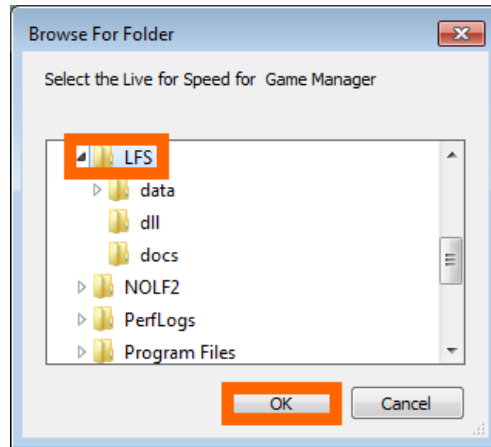 Browse For Folder
Select the Live for Speed for Game Manager
LFS
data
dll
docs
NOLF2
PerfLogs
Program Files
OK Cancel